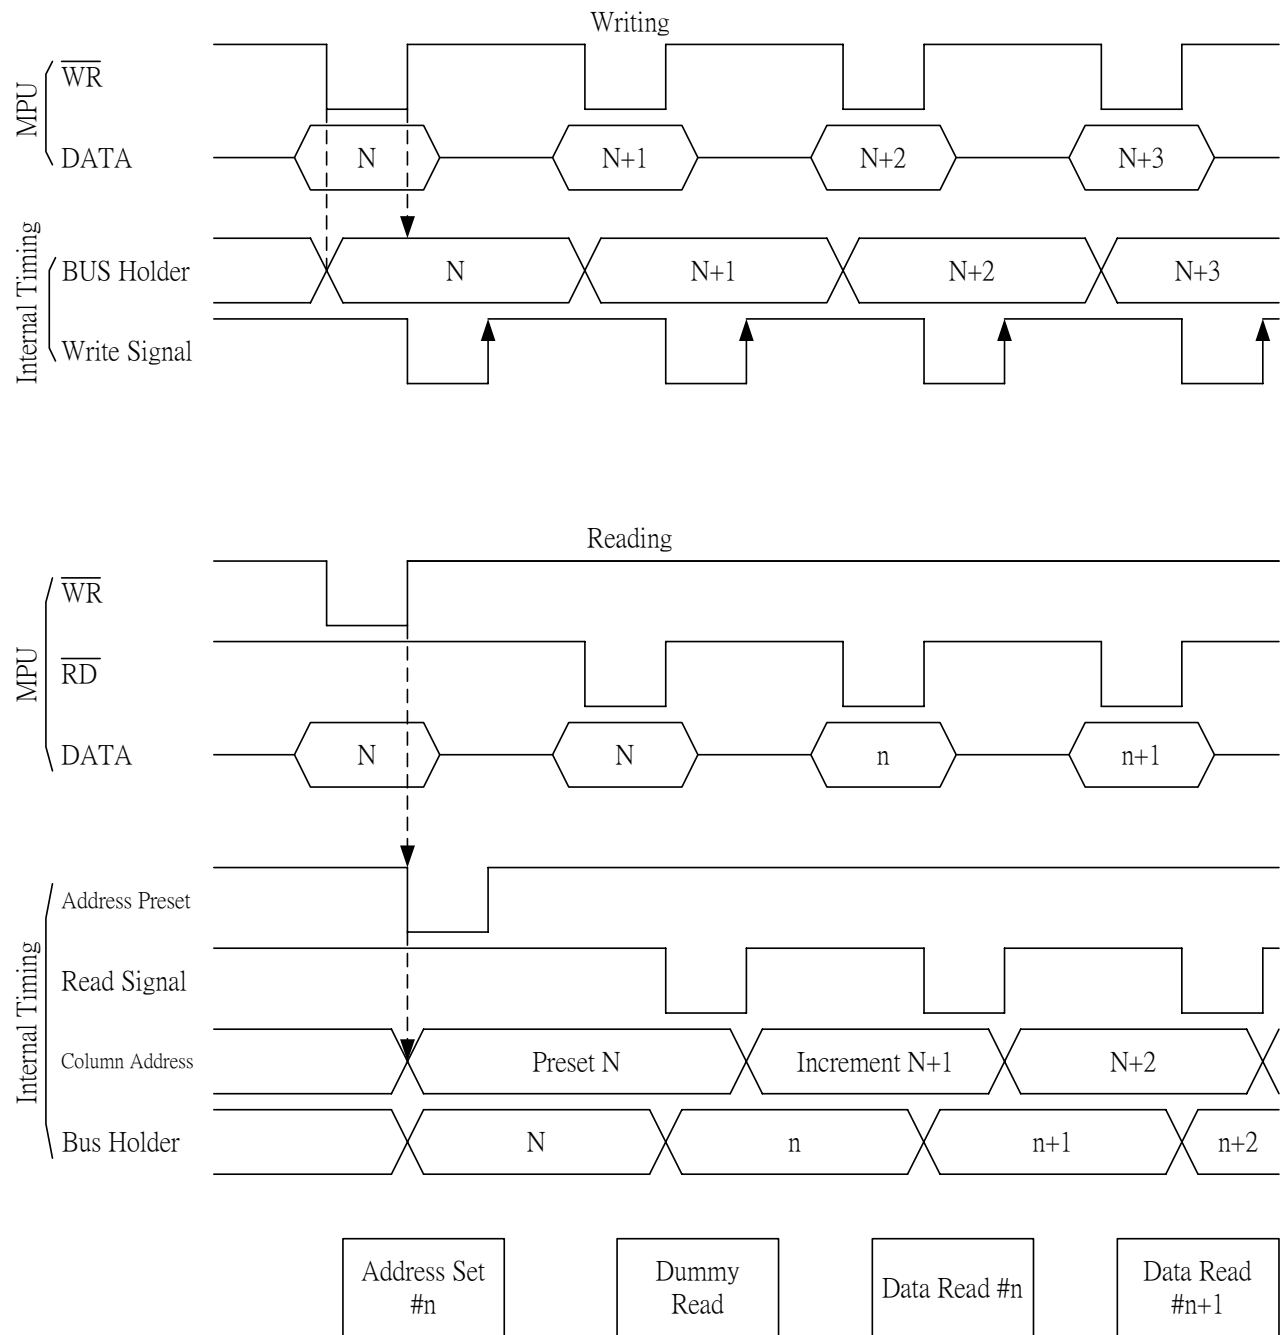 Writing
MPU
WR
DATA
N
N+1
N+2
N+3
Internal Timing
BUS Holder
N
N+1
N+2
N+3
Write Signal
Reading
MPU
WR
RD
DATA
N
N
n
n+1
Internal Timing
Address Preset
Read Signal
Column Address
Preset N
Increment N+1
N+2
Bus Holder
N
n
n+1
n+2
Address Set
#n
Dummy
Read
Data Read #n
Data Read
#n+1